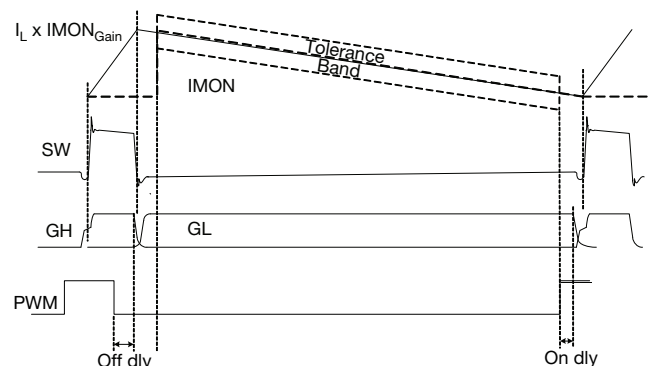 I_L x IMON_Gain
Tolerance
Band
IMON
SW
GH
GL
PWM
Off dly
On dly